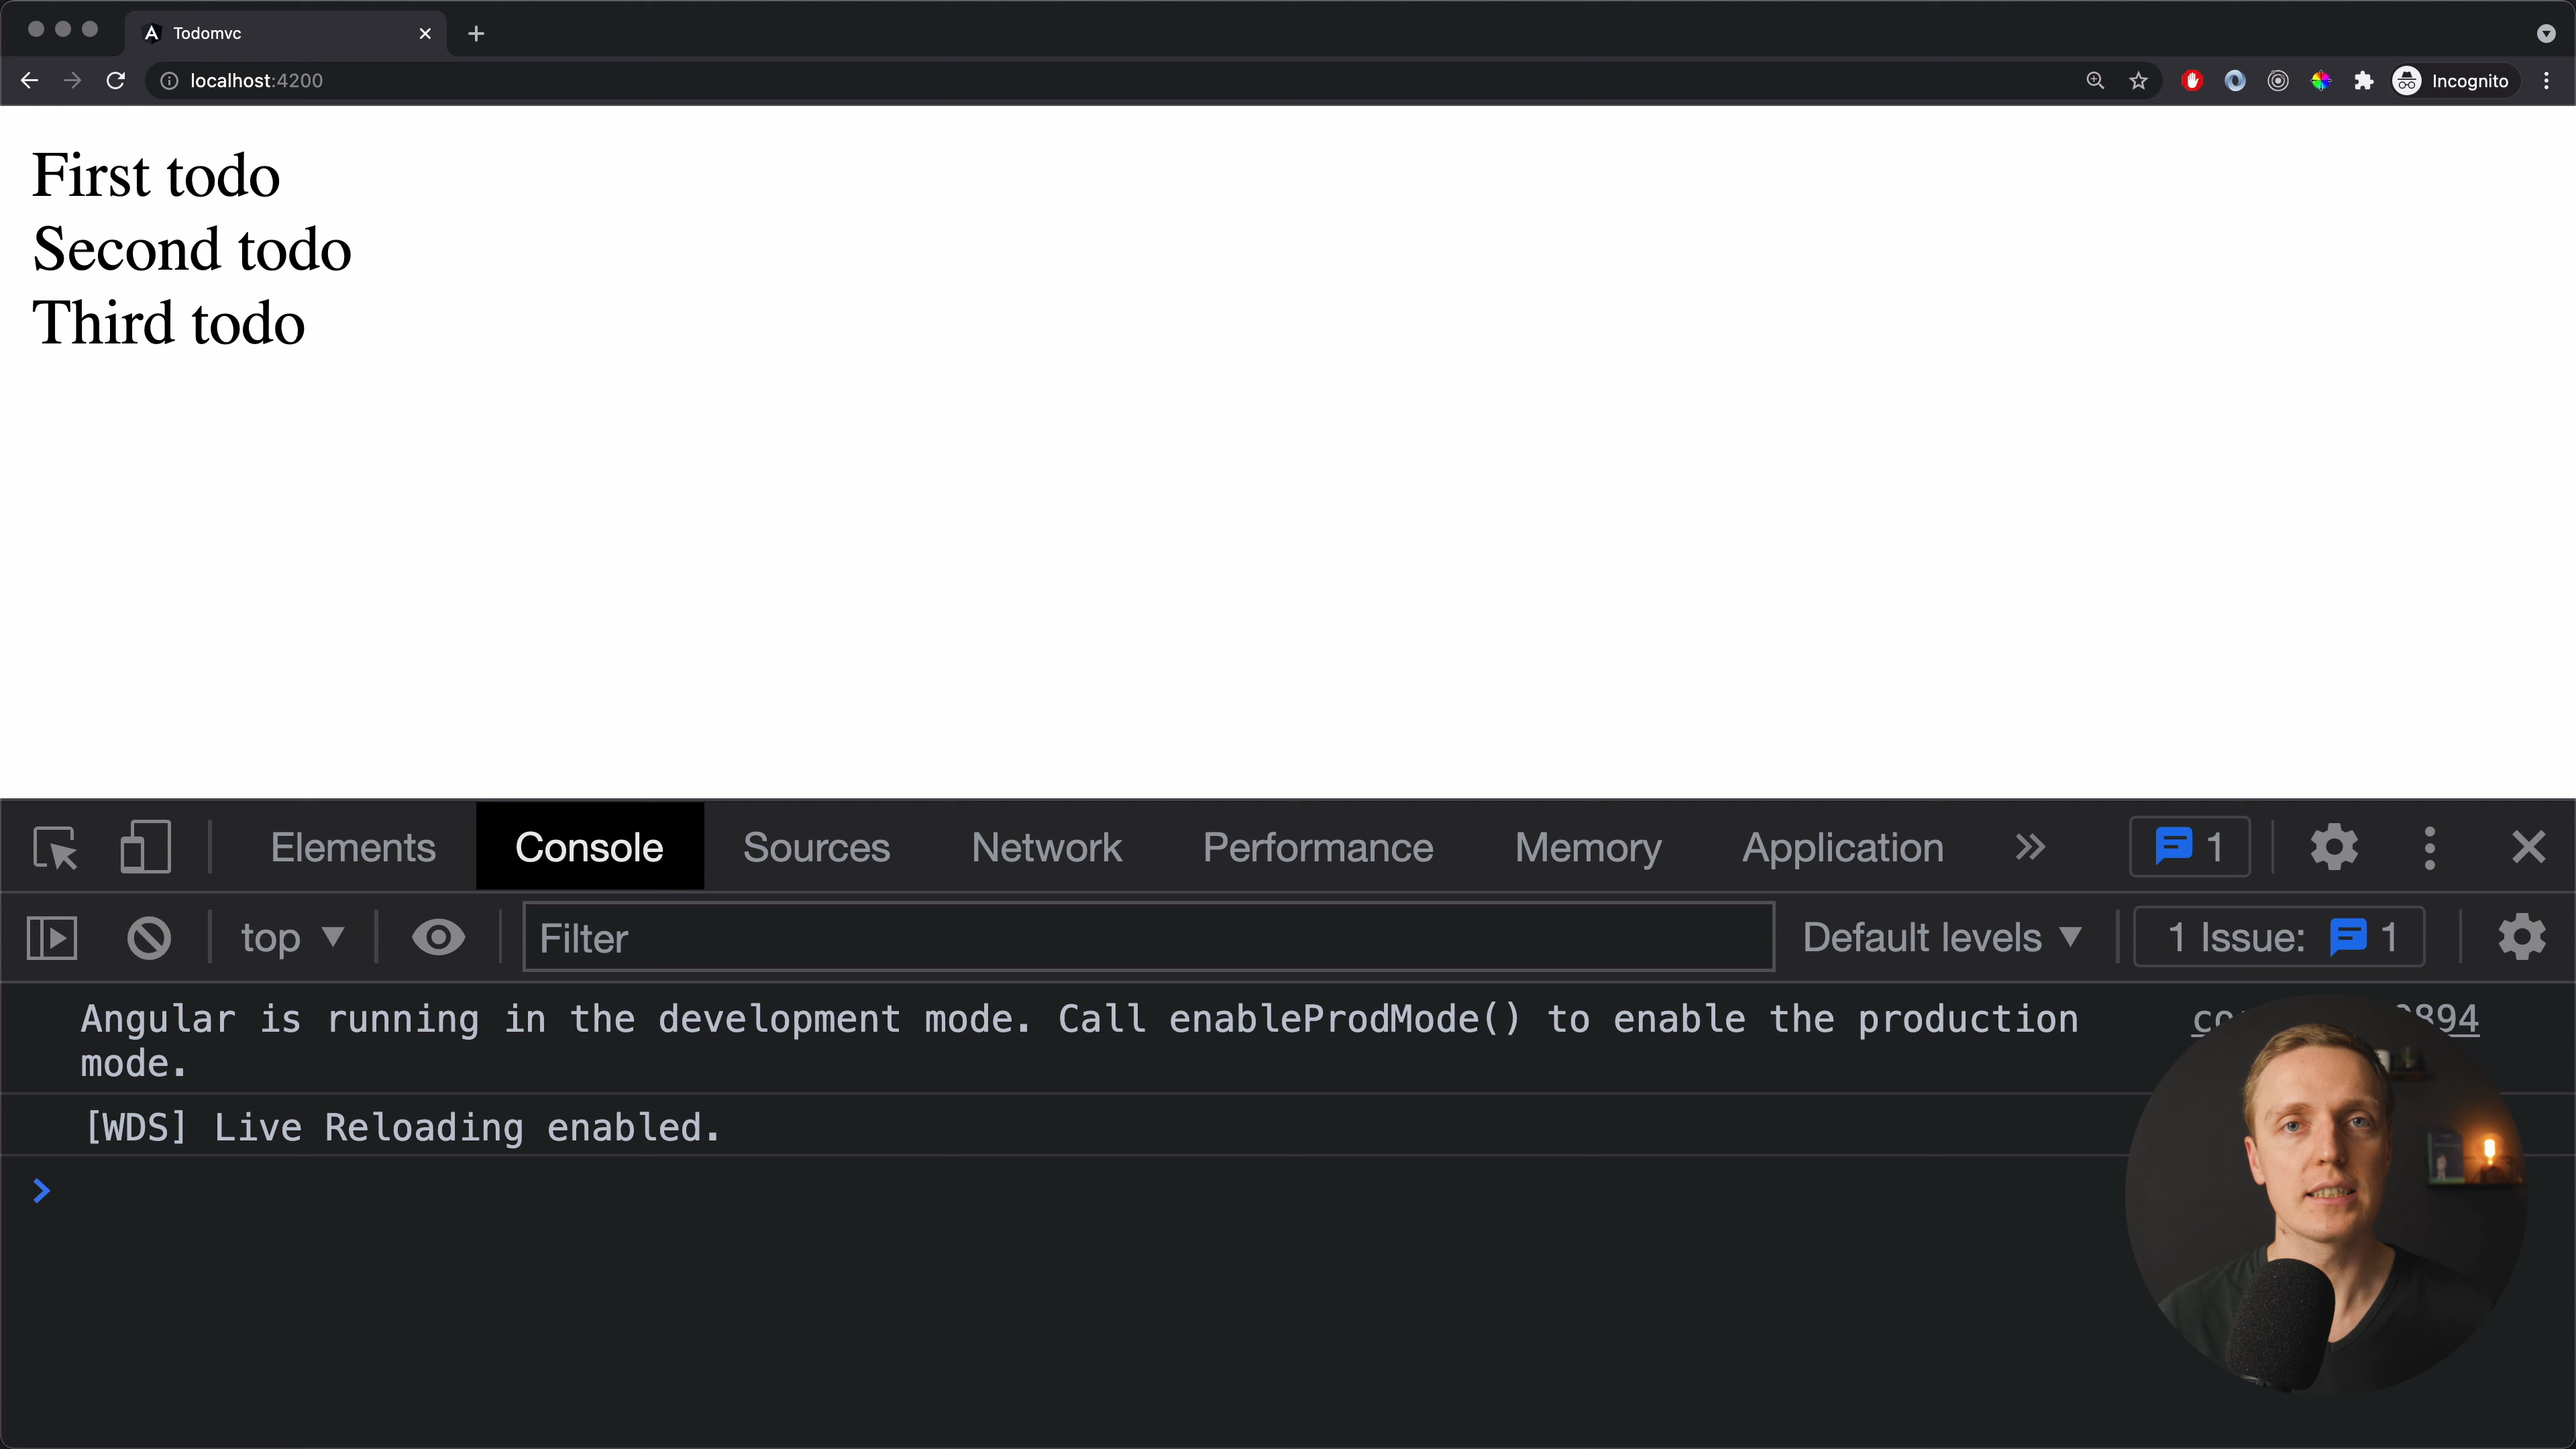 Todomvc
localhost:4200
Incognito
First todo
Second todo
Third todo
Elements Console Sources Network Performance Memory Application 1
top Filter Default levels 1 Issue: 1
Angular is running in the development mode. Call enableProdMode() to enable the production
mode.
[WDS] Live Reloading enabled.